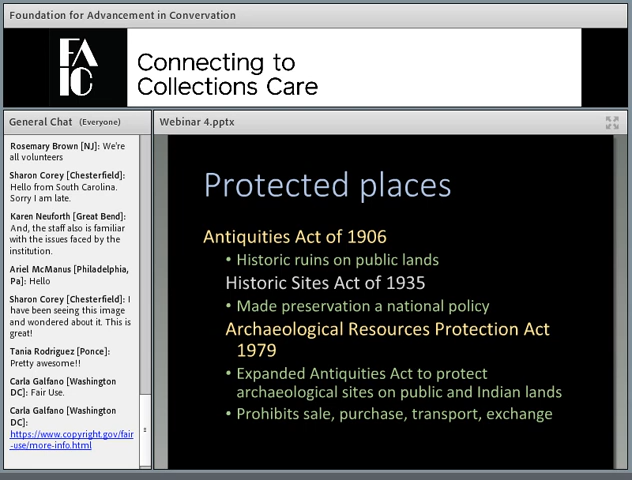 Foundation for Advancement in Convervation
FA
IC
Connecting to
Collections Care
General Chat (Everyone)
Rosemary Brown [NJ]: We're
all volunteers
Sharon Corey [Chesterfield]:
Hello from South Carolina.
Sorry I am late.
Karen Neuforth [Great Bend]:
And, the staff also is familiar
with the issues faced by the
institution.
Ariel McManus [Philadelphia,
Pa]: Hello
Sharon Corey [Chesterfield]: I
have been seeing this image
and wondered about it. This is
great!
Tania Rodriguez [Ponce]:
Pretty awesome!!
Carla Galfano [Washington
DC]: Fair Use.
Carla Galfano [Washington
DC]:
https://www.copyright.gov/fair
-use/more-info.html
Webinar 4.pptx
Protected places
Antiquities Act of 1906
• Historic ruins on public lands
Historic Sites Act of 1935
• Made preservation a national policy
Archaeological Resources Protection Act
1979
• Expanded Antiquities Act to protect
archaeological sites on public and Indian lands
• Prohibits sale, purchase, transport, exchange